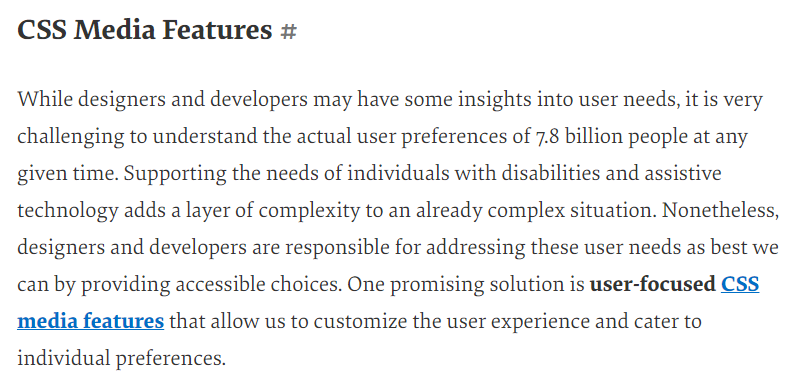 CSS Media Features #
While designers and developers may have some insights into user needs, it is very
challenging to understand the actual user preferences of 7.8 billion people at any
given time. Supporting the needs of individuals with disabilities and assistive
technology adds a layer of complexity to an already complex situation. Nonetheless,
designers and developers are responsible for addressing these user needs as best we
can by providing accessible choices. One promising solution is user-focused CSS
media features that allow us to customize the user experience and cater to
individual preferences.